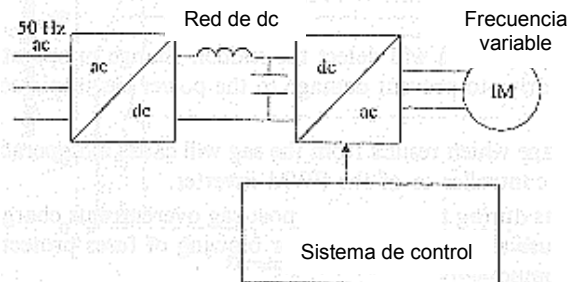 Red de dc
Frecuencia
variable
50 Hz
ac
ac
dc
dc
ac
IM
Sistema de control